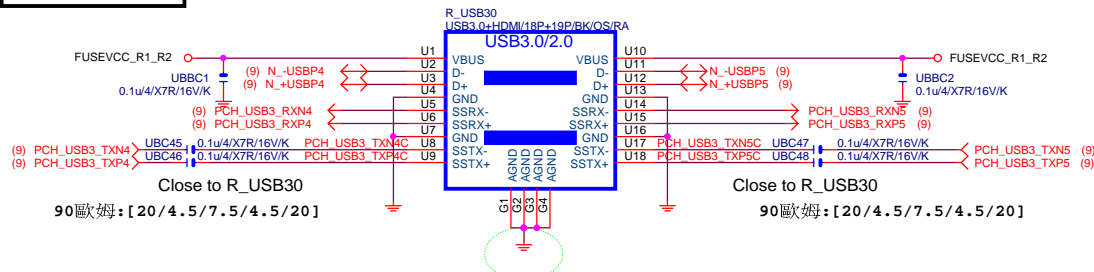 R_USB30
USB3.0+HDMI/18P+19P/BK/OS/RA
USB3.0/2.0
FUSEVCC_R1_R2
U1
VBUS
U10
VBUS
FUSEVCC_R1_R2
UBBC1
0.1u/4/X7R/16V/K
(9) N_-USBP4
U2
D-
U11
D-
N_-USBP5 (9)
UBBC2
0.1u/4/X7R/16V/K
(9) N_+USBP4
U3
D+
U12
D+
N_+USBP5 (9)
U4
GND
U13
GND
(9) PCH_USB3_RXN4
U5
SSRX-
U14
SSRX-
PCH_USB3_RXN5 (9)
(9) PCH_USB3_RXP4
U6
SSRX+
U15
SSRX+
PCH_USB3_RXP5 (9)
U7
GND
U16
GND
(9) PCH_USB3_TXN4
UBC45
0.1u/4/X7R/16V/K
PCH_USB3_TXN4C
U8
SSTX-
U17
SSTX-
PCH_USB3_TXN5C
UBC47
0.1u/4/X7R/16V/K
PCH_USB3_TXN5 (9)
(9) PCH_USB3_TXP4
UBC46
0.1u/4/X7R/16V/K
PCH_USB3_TXP4C
U9
SSTX+
U18
SSTX+
PCH_USB3_TXP5C
UBC48
0.1u/4/X7R/16V/K
PCH_USB3_TXP5 (9)
AGND
AGND
AGND
AGND
G1
G2
G3
G4
Close to R_USB30
90歐姆:[20/4.5/7.5/4.5/20]
Close to R_USB30
90歐姆:[20/4.5/7.5/4.5/20]